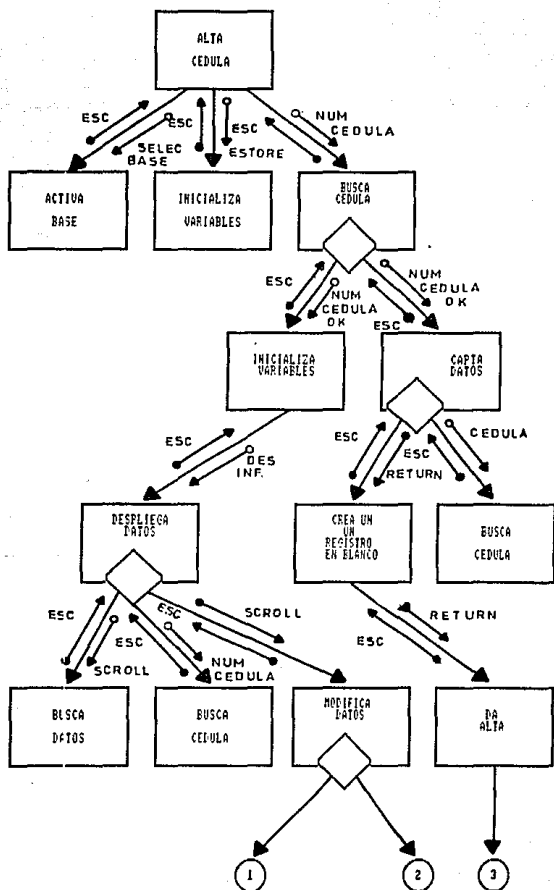 ALTA
CEDULA
ESC
ESC
SELEC
BASE
ESC
ESTORE
NUM
CEDULA
ACTIVA
BASE
INICIALIZA
VARIABLES
BUSCA
CEDULA
ESC
NUM
CEDULA
OK
NUM
CEDULA
OK
ESC
INICIALIZA
VARIABLES
CAPTA
DATOS
ESC
DES
INF.
ESC
ESC
RETURN
CEDULA
DESPLIEGA
DATOS
CREA UN
UN
REGISTRO
EN BLANCO
BUSCA
CEDULA
ESC
SCROLL
ESC
ESC
NUM
CEDULA
SCROLL
RETURN
ESC
BUSCA
DATOS
BUSCA
CEDULA
MODIFICA
DATOS
DA
ALTA
1
2
3